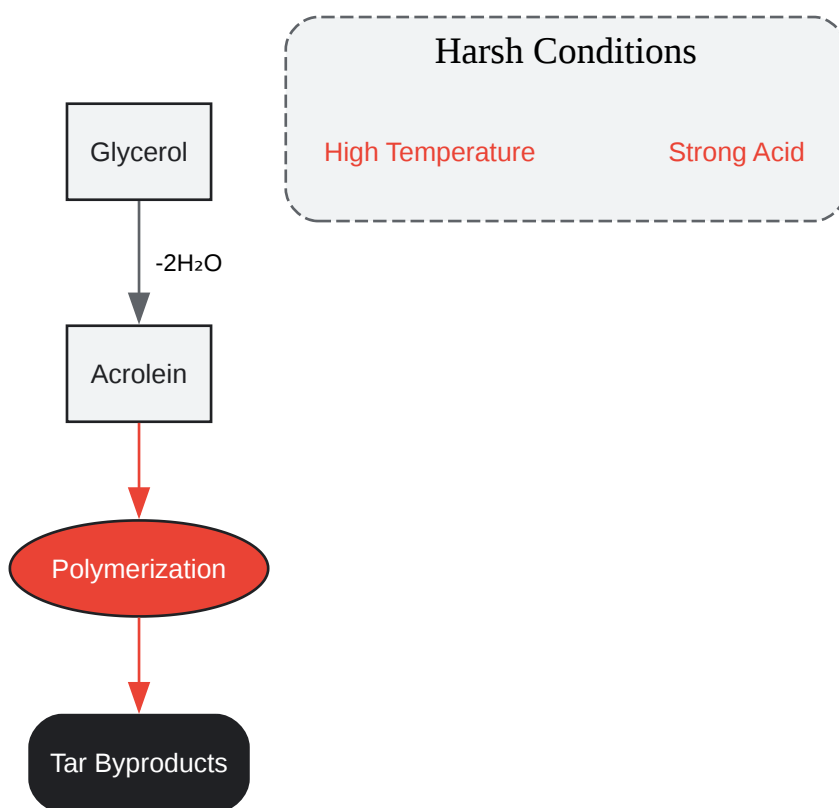 Harsh Conditions
High Temperature
Strong Acid
Glycerol
-2H₂O
Acrolein
Polymerization
Tar Byproducts